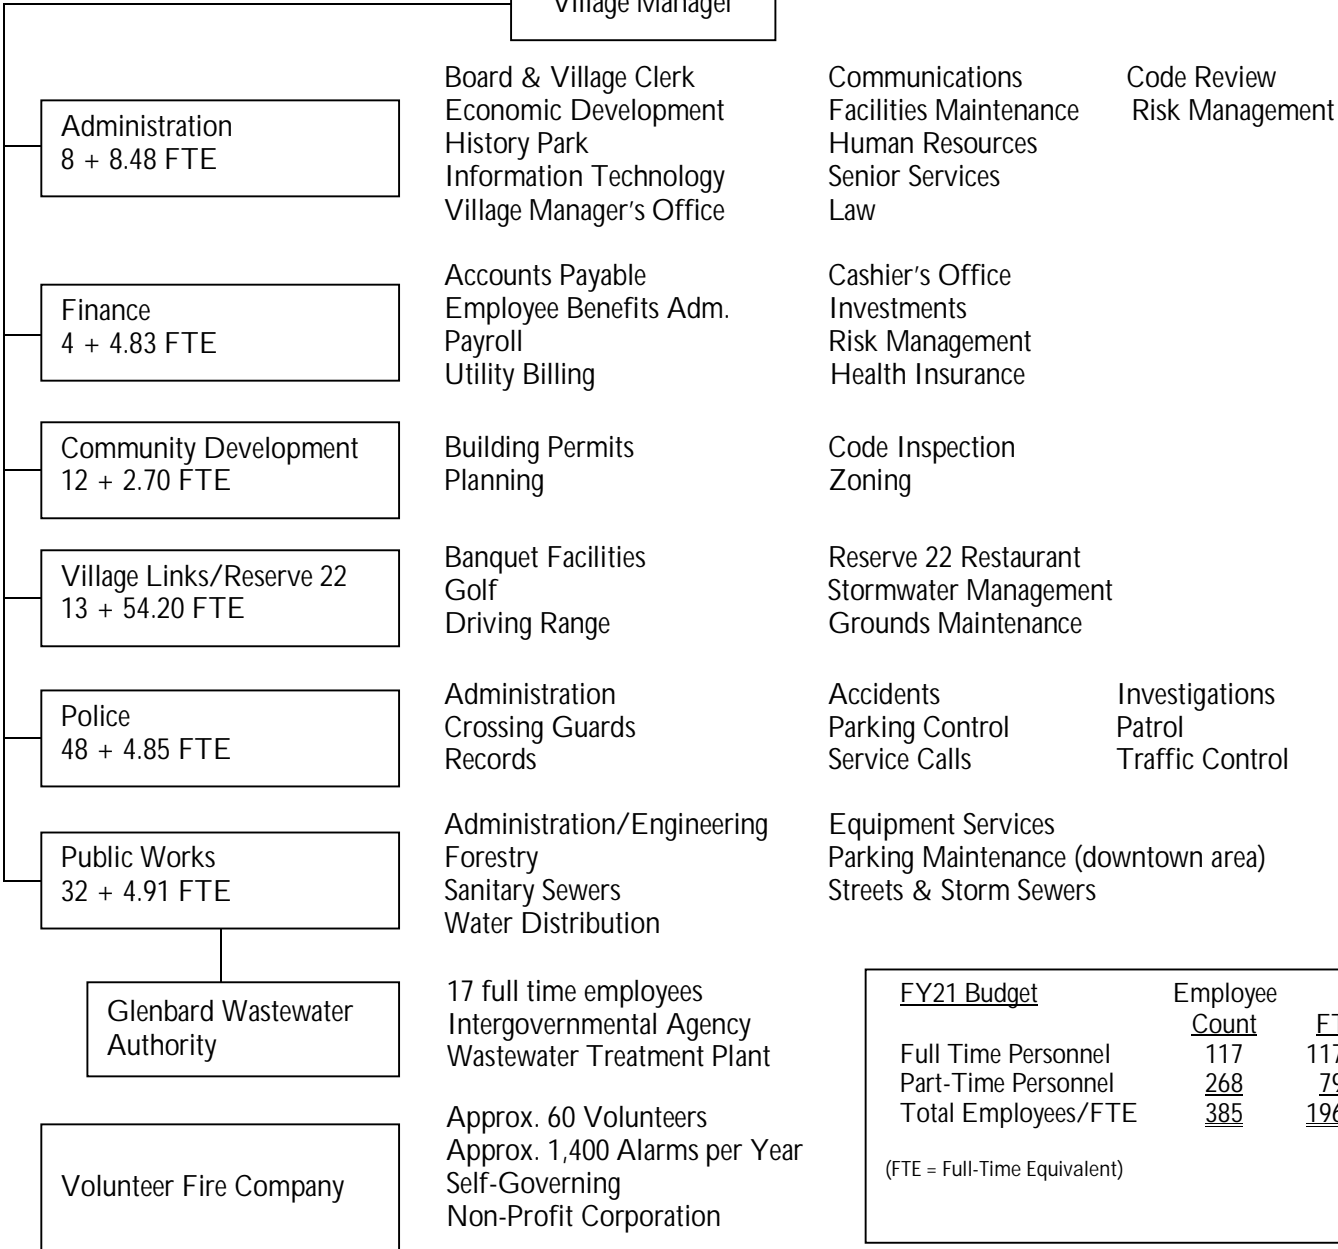 Village Manager
Administration
8 + 8.48 FTE
Board & Village Clerk
Economic Development
History Park
Information Technology
Village Manager's Office
Communications
Facilities Maintenance
Human Resources
Senior Services
Law
Code Review
Risk Management
Finance
4 + 4.83 FTE
Accounts Payable
Employee Benefits Adm.
Payroll
Utility Billing
Cashier's Office
Investments
Risk Management
Health Insurance
Community Development
12 + 2.70 FTE
Building Permits
Planning
Code Inspection
Zoning
Village Links/Reserve 22
13 + 54.20 FTE
Banquet Facilities
Golf
Driving Range
Reserve 22 Restaurant
Stormwater Management
Grounds Maintenance
Police
48 + 4.85 FTE
Administration
Crossing Guards
Records
Accidents
Parking Control
Service Calls
Investigations
Patrol
Traffic Control
Public Works
32 + 4.91 FTE
Administration/Engineering
Forestry
Sanitary Sewers
Water Distribution
Equipment Services
Parking Maintenance (downtown area)
Streets & Storm Sewers
Glenbard Wastewater
Authority
17 full time employees
Intergovernmental Agency
Wastewater Treatment Plant
Volunteer Fire Company
Approx. 60 Volunteers
Approx. 1,400 Alarms per Year
Self-Governing
Non-Profit Corporation
FY21 Budget Employee
Count
Full Time Personnel 117
Part-Time Personnel 268
Total Employees/FTE 385
(FTE = Full-Time Equivalent)